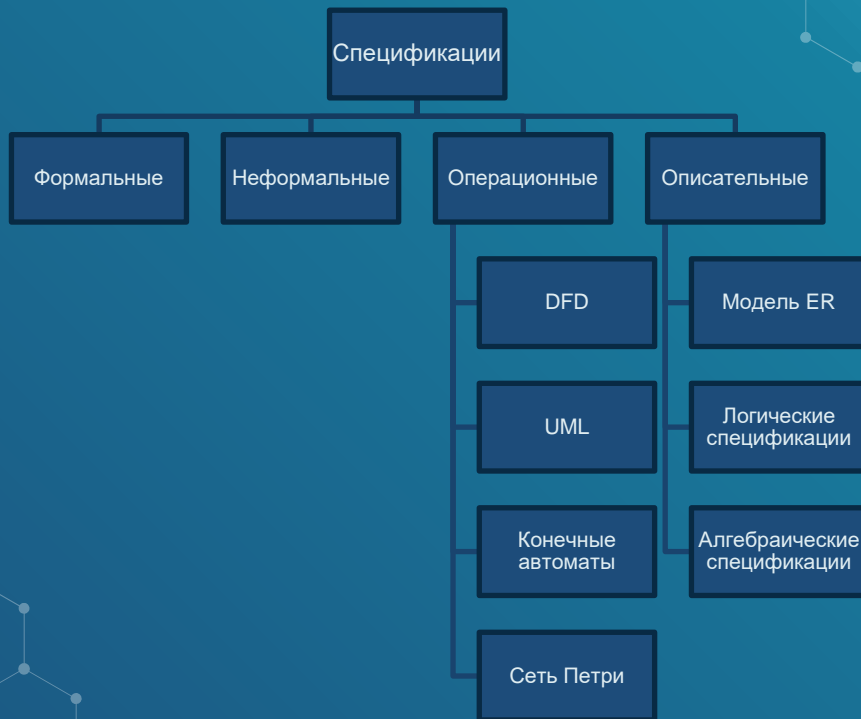 Спецификации
Формальные
Неформальные
Операционные
Описательные
DFD
Модель ER
UML
Логические
спецификации
Конечные
автоматы
Алгебраические
спецификации
Сеть Петри